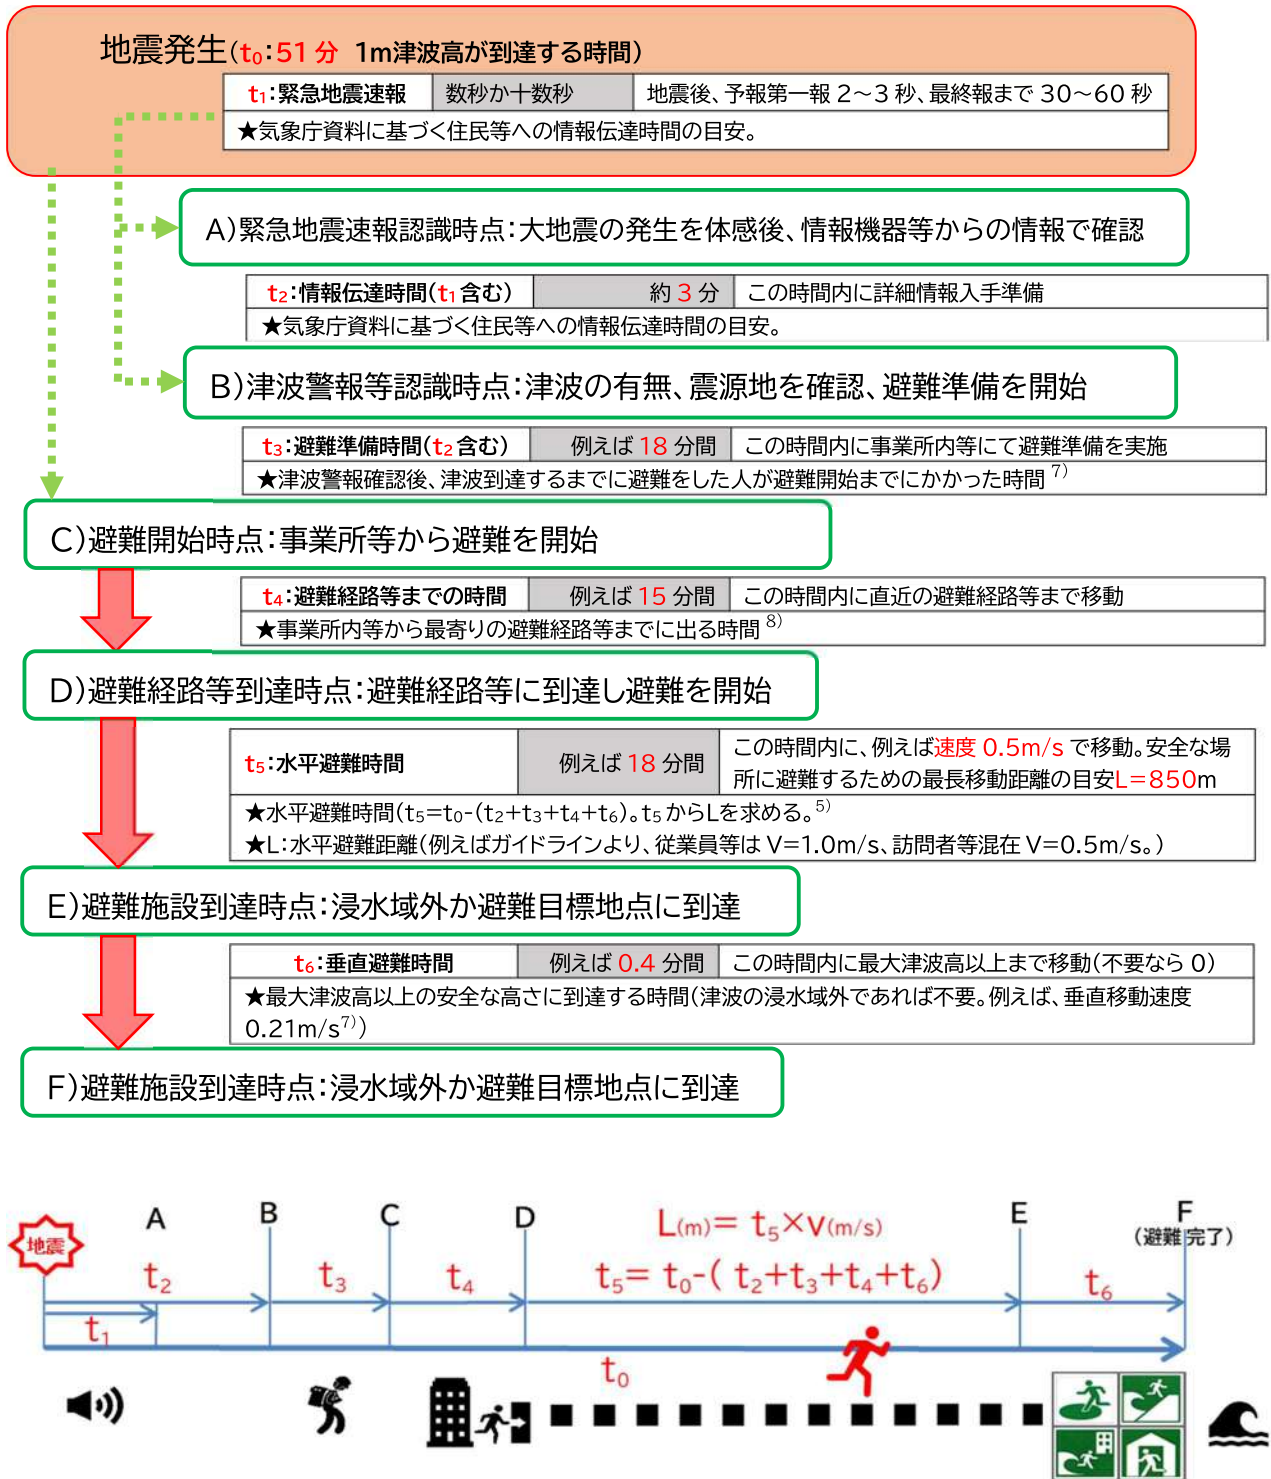 地震発生(t₀:51 分 1m津波高が到達する時間)
t₁:緊急地震速報 数秒か十数秒 地震後、予報第一報 2～3 秒、最終報まで 30～60 秒
★気象庁資料に基づく住民等への情報伝達時間の目安。
A)緊急地震速報認識時点:大地震の発生を体感後、情報機器等からの情報で確認
t₂:情報伝達時間(t₁含む) 約 3 分 この時間内に詳細情報入手準備
★気象庁資料に基づく住民等への情報伝達時間の目安。
B)津波警報等認識時点:津波の有無、震源地を確認、避難準備を開始
t₃:避難準備時間(t₂含む) 例えば 18 分間 この時間内に事業所内等にて避難準備を実施
★津波警報確認後、津波到達するまでに避難をした人が避難開始までにかかった時間 7)
C)避難開始時点:事業所等から避難を開始
t₄:避難経路等までの時間 例えば 15 分間 この時間内に直近の避難経路等まで移動
★事業所内等から最寄りの避難経路等までに出る時間 8)
D)避難経路等到達時点:避難経路等に到達し避難を開始
t₅:水平避難時間 例えば 18 分間 この時間内に、例えば速度 0.5m/s で移動。安全な場
所に避難するための最長移動距離の目安L=850m
★水平避難時間(t₅=t₀-(t₂+t₃+t₄+t₆)。t₅からLを求める。5)
★L:水平避難距離(例えばガイドラインより、従業員等は V=1.0m/s、訪問者等混在 V=0.5m/s。)
E)避難施設到達時点:浸水域外か避難目標地点に到達
t₆:垂直避難時間 例えば 0.4 分間 この時間内に最大津波高以上まで移動(不要なら 0)
★最大津波高以上の安全な高さに到達する時間(津波の浸水域外であれば不要。例えば、垂直移動速度
0.21m/s7))
F)避難施設到達時点:浸水域外か避難目標地点に到達
A B C D L(m)= t₅×v(m/s) E F
地震 (避難完了)
t₂ t₃ t₄ t₅= t₀-( t₂+t₃+t₄+t₆) t₆
t₁
t₀